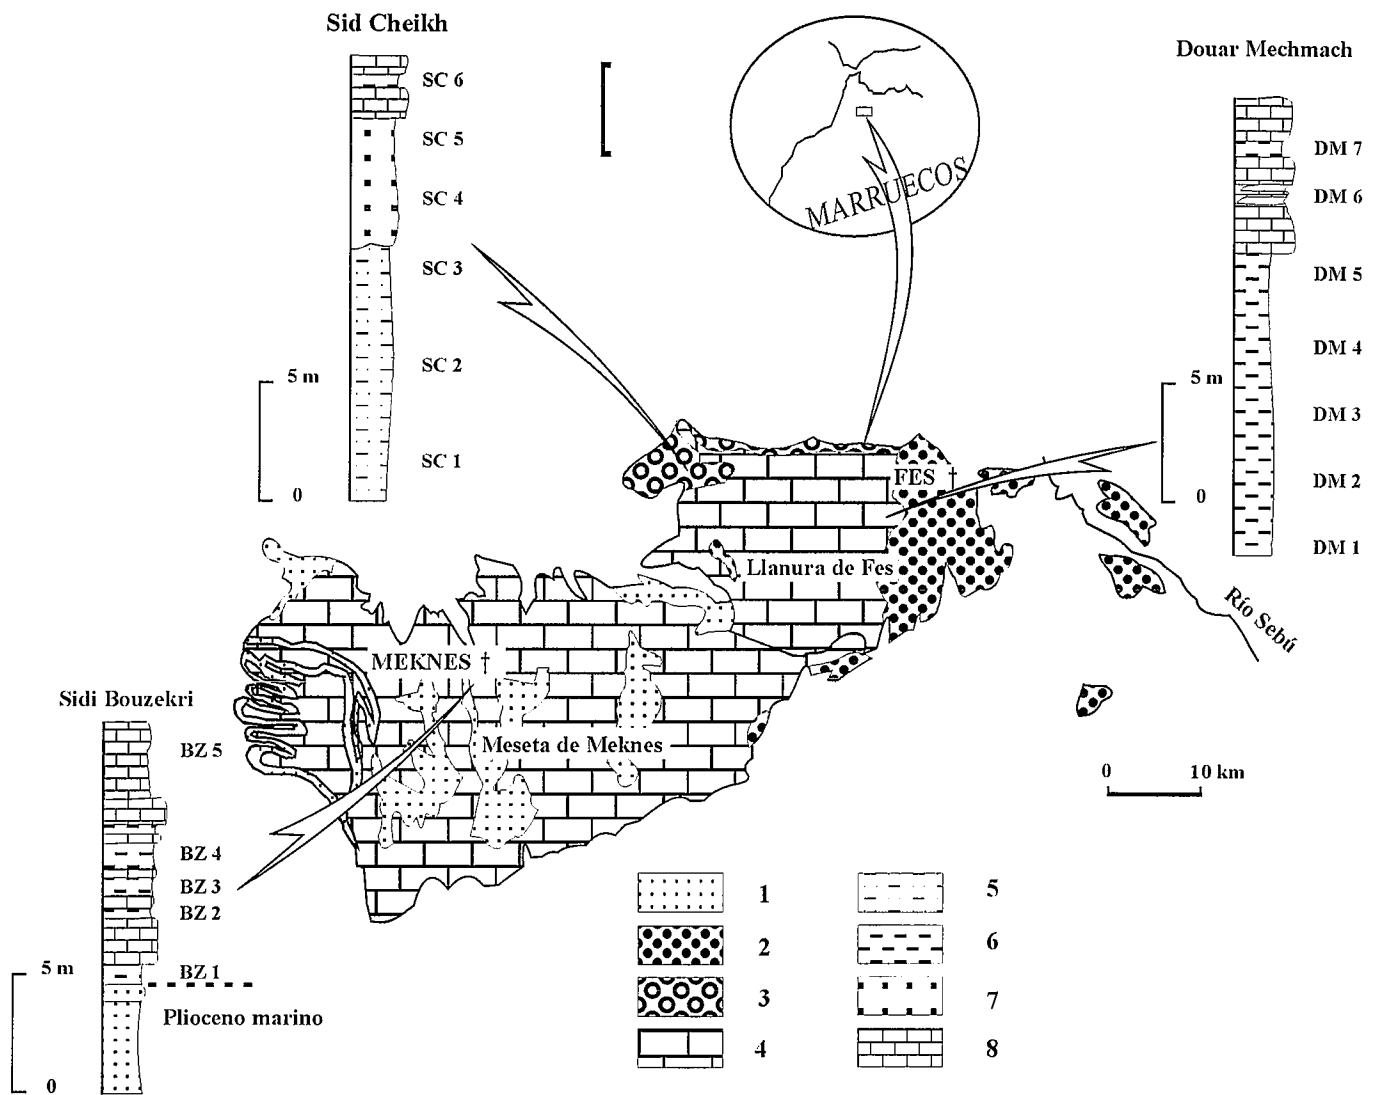 Sid Cheikh
SC 6
SC 5
SC 4
SC 3
SC 2
SC 1
5 m
0
MARRUECOS
Douar Mechmach
DM 7
DM 6
DM 5
DM 4
DM 3
DM 2
DM 1
5 m
0
FES †
Llanura de Fes
Río Sebú
MEKNES †
Meseta de Meknes
0 10 km
Sidi Bouzekri
BZ 5
BZ 4
BZ 3
BZ 2
BZ 1
5 m
Plioceno marino
0
1
2
3
4
5
6
7
8